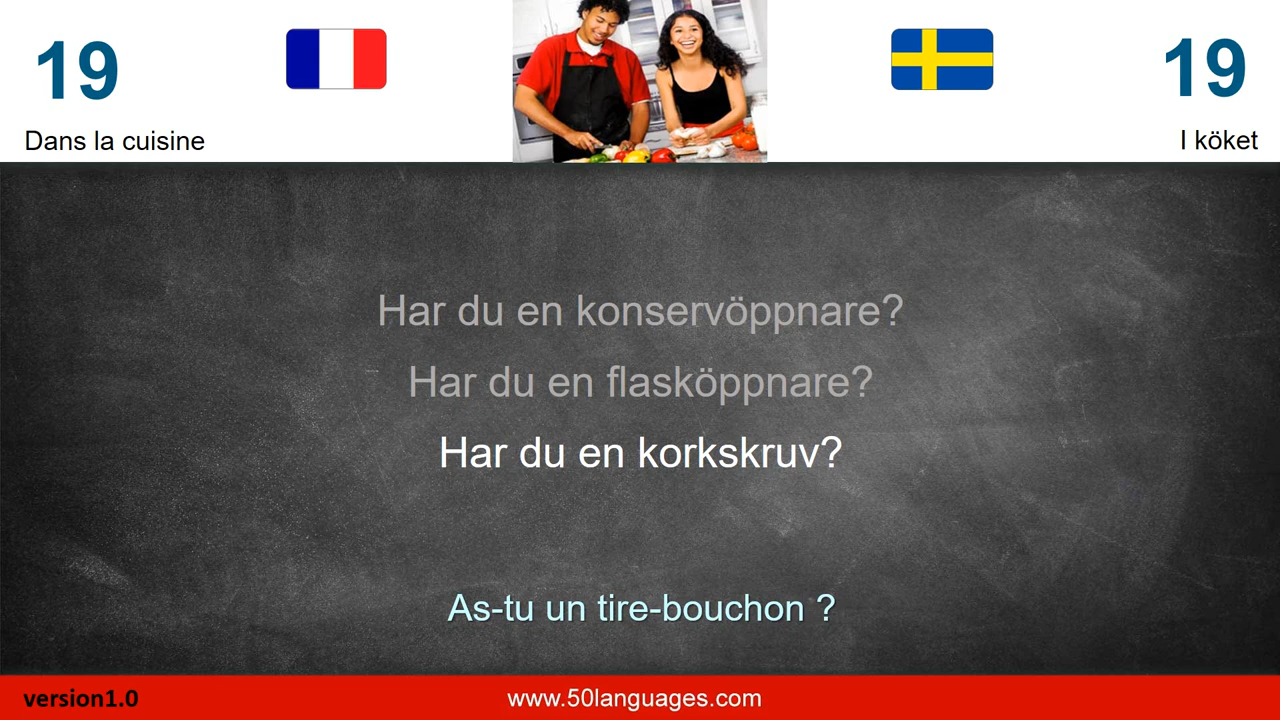 19
19
Dans la cuisine
I köket
Har du en konservöppnare?
Har du en flasköppnare?
Har du en korkskruv?
As-tu un tire-bouchon ?
version1.0
www.50languages.com